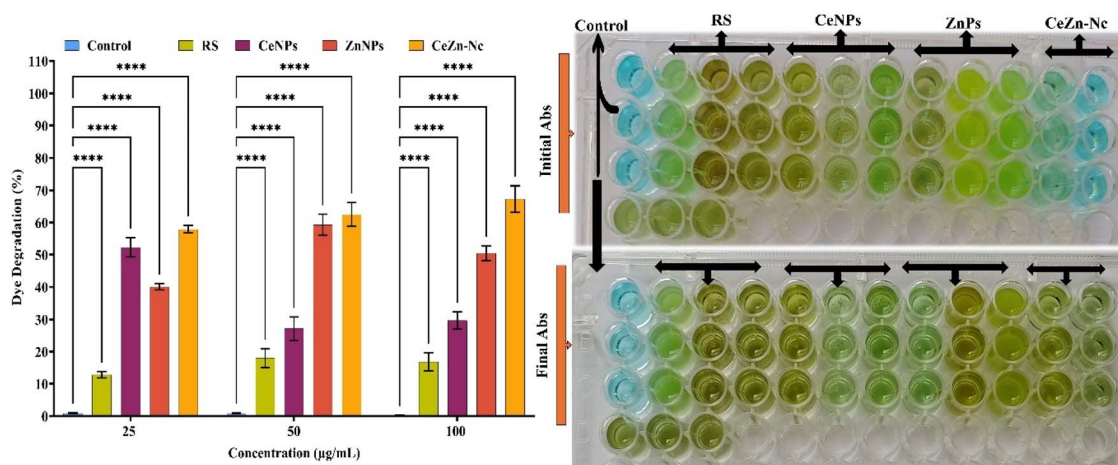 Control RS CeNPs ZnNPs CeZn-Nc
110
100
90
80
70
60
50
40
30
20
10
0
Dye Degradation (%)
**** **** ****
**** **** ****
**** **** ****
**** **** ****
25 50 100
Concentration (µg/mL)
Control RS CeNPs ZnPs CeZn-Nc
Initial Abs
Final Abs